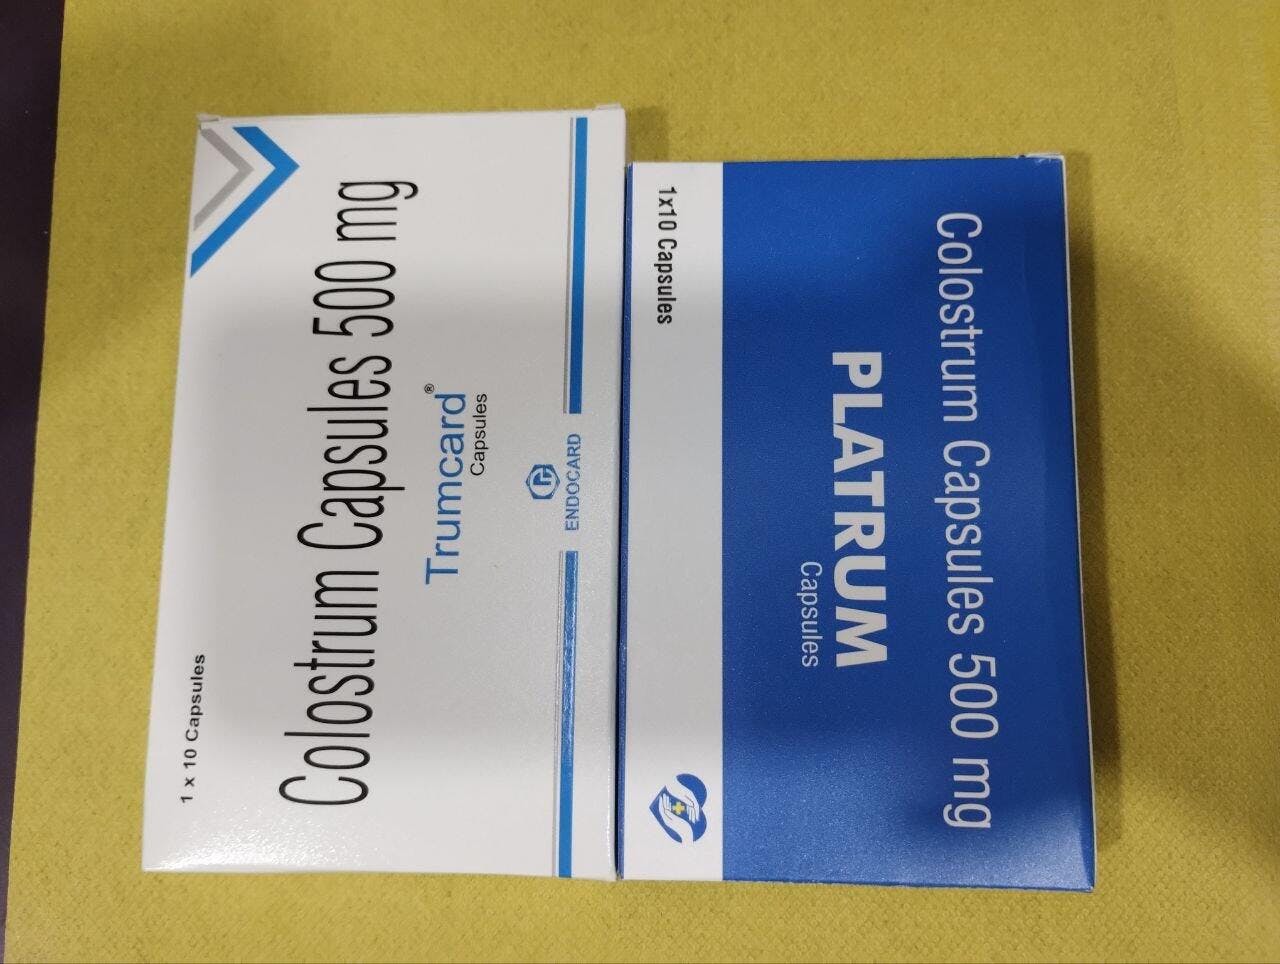 1 x 10 Capsules
Colostrum Capsules 500 mg
Trumcard®
Capsules
ENDOCARD
1x10 Capsules
Colostrum Capsules 500 mg
PLATRUM
Capsules